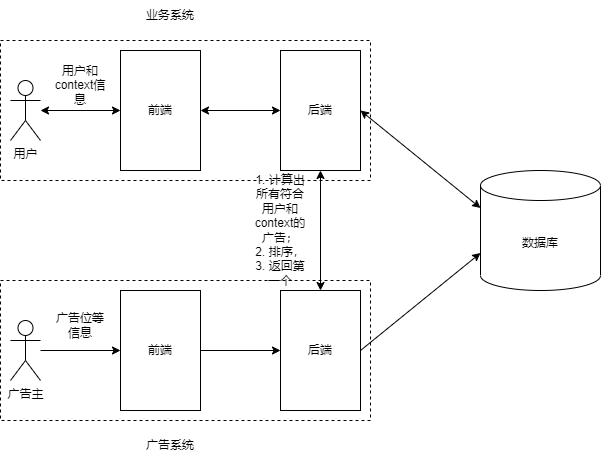 业务系统
用户和
context信
息
前端
后端
用户
1. 计算出
所有符合
用户和
context的
广告；
2. 排序，
3. 返回第
一个
数据库
广告位等
信息
前端
后端
广告主
广告系统